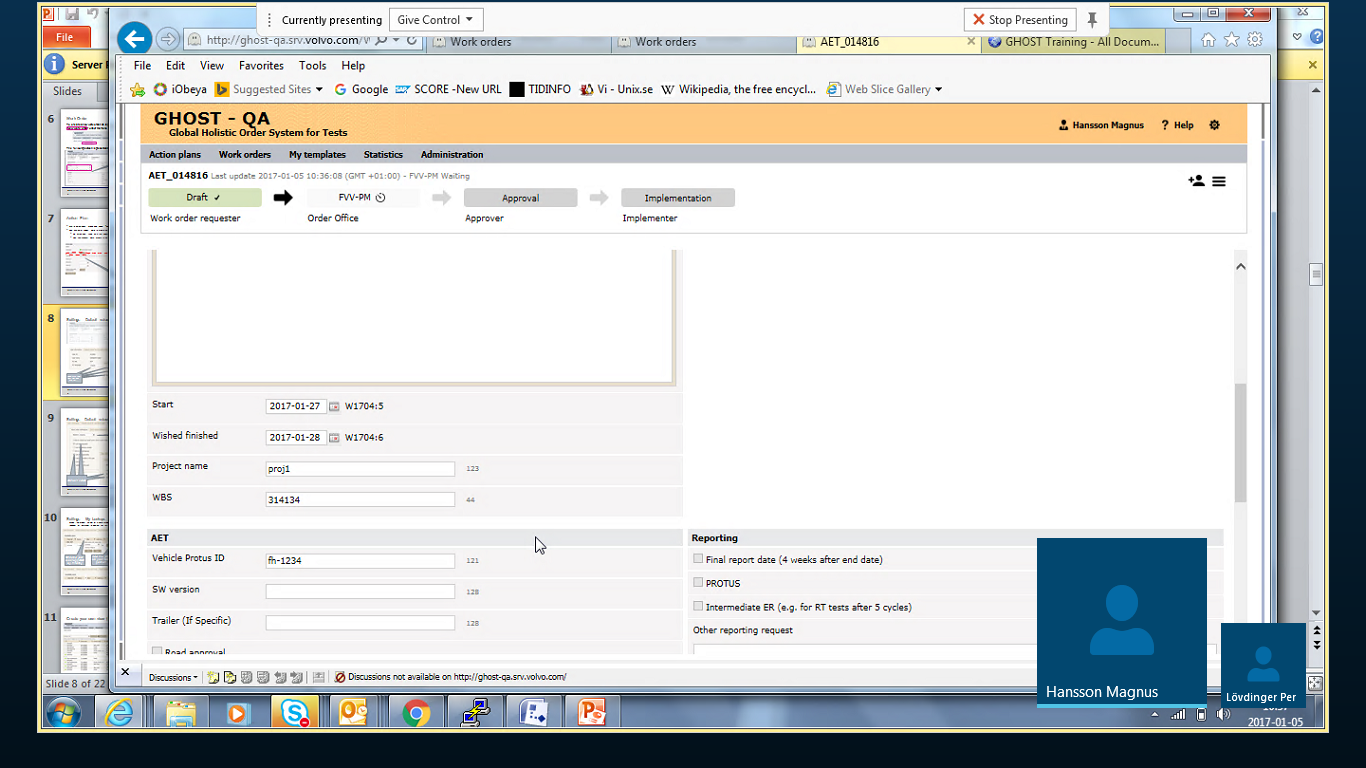 Currently presenting
Give Control
Stop Presenting
File
Server
http://ghost-qa.srv.volvo.com/
Work orders
Work orders
AET_014816
GHOST Training - All Docum...
File Edit View Favorites Tools Help
iObeya
Suggested Sites
Google
SCORE -New URL
TIDINFO
Vi - Unix.se
Wikipedia, the free encycl...
Web Slice Gallery
Slides
GHOST - QA
Global Holistic Order System for Tests
Hansson Magnus
? Help
Action plans Work orders My templates Statistics Administration
AET_014816 Last update 2017-01-05 10:36:08 (GMT +01:00) - FVV-PM Waiting
Draft ✓ FVV-PM Approval Implementation
Work order requester Order Office Approver Implementer
6
7
8
9
10
11
Start 2017-01-27 W1704:5
Wished finished 2017-01-28 W1704:6
Project name proj1 123
WBS 314134 44
AET
Vehicle Protus ID fh-1234 121
SW version 128
Trailer (If Specific) 128
Road approval
Reporting
Final report date (4 weeks after end date)
PROTUS
Intermediate ER (e.g. for RT tests after 5 cycles)
Other reporting request
Discussions
Discussions not available on http://ghost-qa.srv.volvo.com/
Slide 8 of 22
Hansson Magnus
Lövdinger Per
2017-01-05